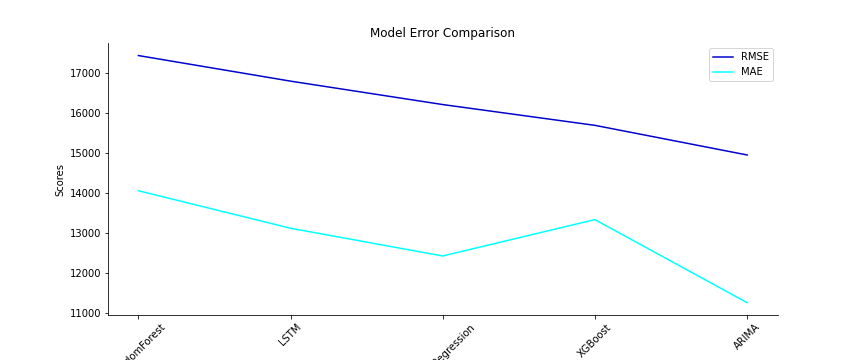 Model Error Comparison
RMSE
MAE
Scores
17000
16000
15000
14000
13000
12000
11000
LSTM
XGBoost
ARIMA